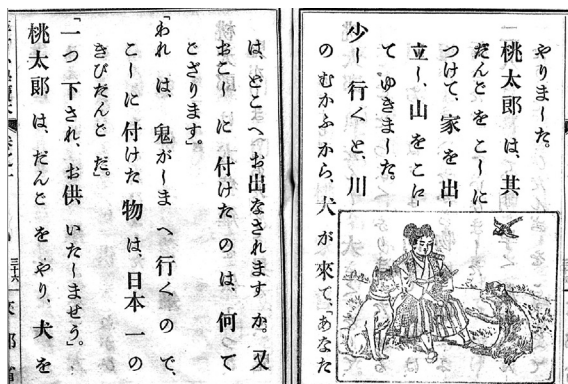 やりました。
桃太郎 は、其
だんご を こしに
つけて、家 を 出
立し、山 を こえ
て ゆきました。
少し 行く と、川
の むかふ から、犬 が 來て、「あなた
は、どこ へ お出なされます か。又
おこし に 付けた の は、何 で
ござります」。
「われ は、鬼がしま へ 行く の で、
こし に 付けた 物 は、日本 一 の
きびだんご だ」。
「一つ 下され、お供 いたしませう」。
桃太郎 は、だんご を やり、犬 を
三十六